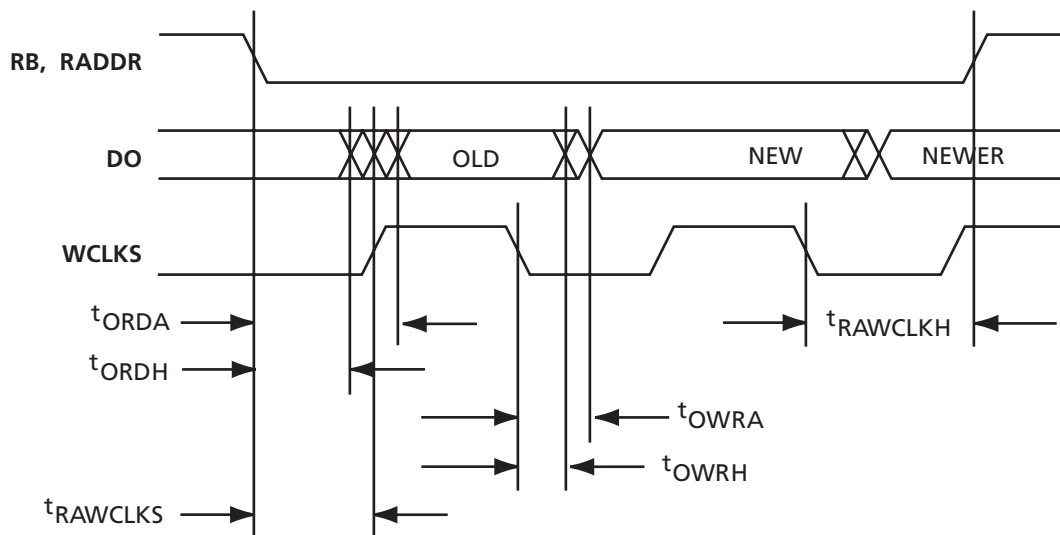 RB, RADDR
DO
OLD
NEW
NEWER
WCLKS
tORDA
tRAWCLKH
tORDH
tOWRA
tOWRH
tRAWCLKS